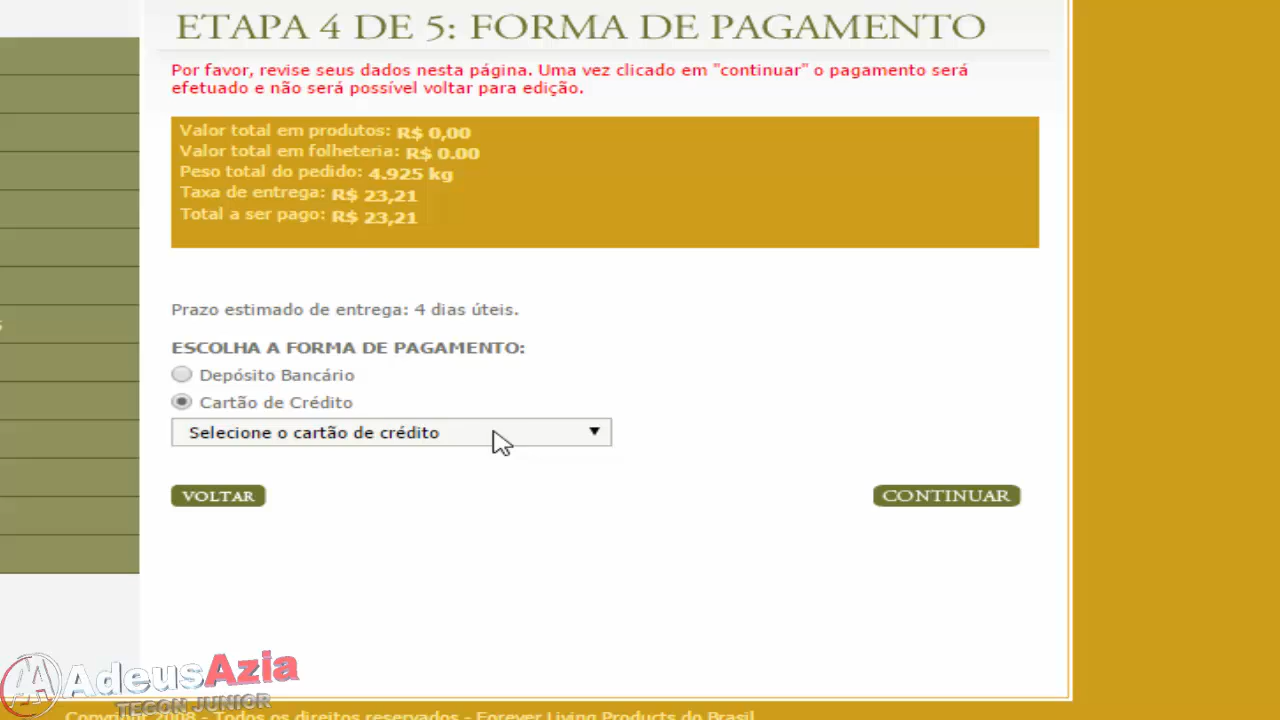 ETAPA 4 DE 5: FORMA DE PAGAMENTO
Por favor, revise seus dados nesta página. Uma vez clicado em "continuar" o pagamento será
efetuado e não será possível voltar para edição.
Valor total em produtos: R$ 0,00
Valor total em folheteria: R$ 0.00
Peso total do pedido: 4.925 kg
Taxa de entrega: R$ 23,21
Total a ser pago: R$ 23,21
Prazo estimado de entrega: 4 dias úteis.
ESCOLHA A FORMA DE PAGAMENTO:
Depósito Bancário
Cartão de Crédito
Selecione o cartão de crédito
VOLTAR
CONTINUAR
AdeusAzia
TEGON JUNIOR
Copyright 2008 - Todos os direitos reservados - Forever Living Products do Brasil